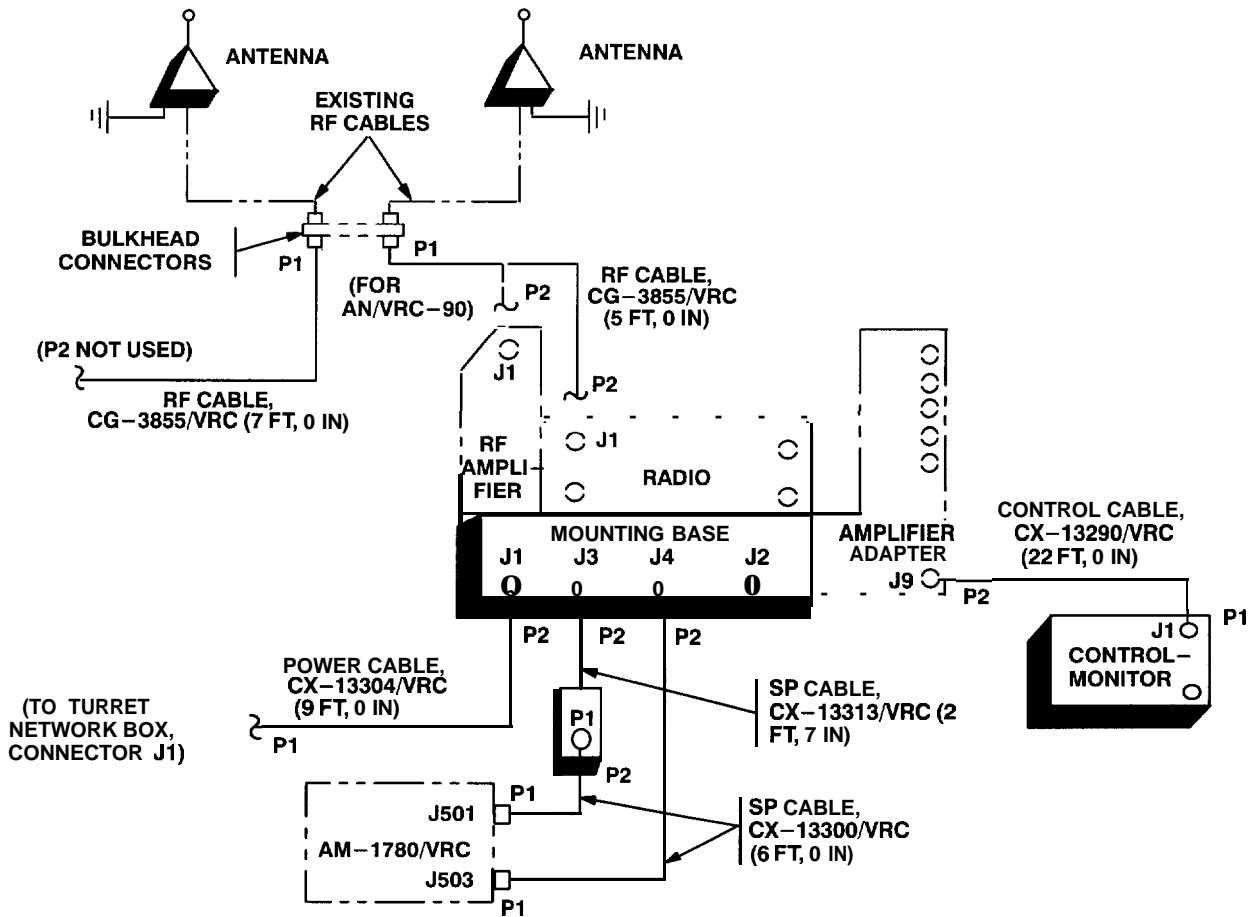 ANTENNA
ANTENNA
EXISTING
RF CABLES
BULKHEAD
CONNECTORS
P1
P1
(FOR
AN/VRC-90)
P2
RF CABLE,
CG-3855/VRC
(5 FT, 0 IN)
(P2 NOT USED)
RF CABLE,
CG-3855/VRC (7 FT, 0 IN)
J1
P2
RF
AMPLI-
FIER
J1
RADIO
MOUNTING BASE
J1
J3
J4
J2
AMPLIFIER
ADAPTER
J9
CONTROL CABLE,
CX-13290/VRC
(22 FT, 0 IN)
P2
P1
J1
CONTROL-
MONITOR
P2
P2
P2
POWER CABLE,
CX-13304/VRC
(9 FT, 0 IN)
(TO TURRET
NETWORK BOX,
CONNECTOR J1)
P1
P1
SP CABLE,
CX-13313/VRC (2
FT, 7 IN)
P2
P1
J501
AM-1780/VRC
J503
P1
SP CABLE,
CX-13300/VRC
(6 FT, 0 IN)